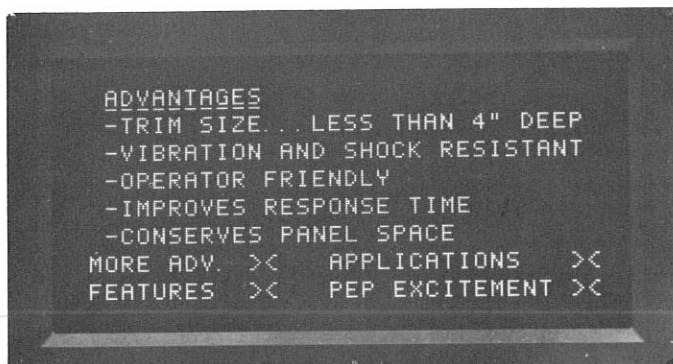 ADVANTAGES
-TRIM SIZE...LESS THAN 4" DEEP
-VIBRATION AND SHOCK RESISTANT
-OPERATOR FRIENDLY
-IMPROVES RESPONSE TIME
-CONSERVES PANEL SPACE
MORE ADV. >< APPLICATIONS ><
FEATURES >< PEP EXCITEMENT ><